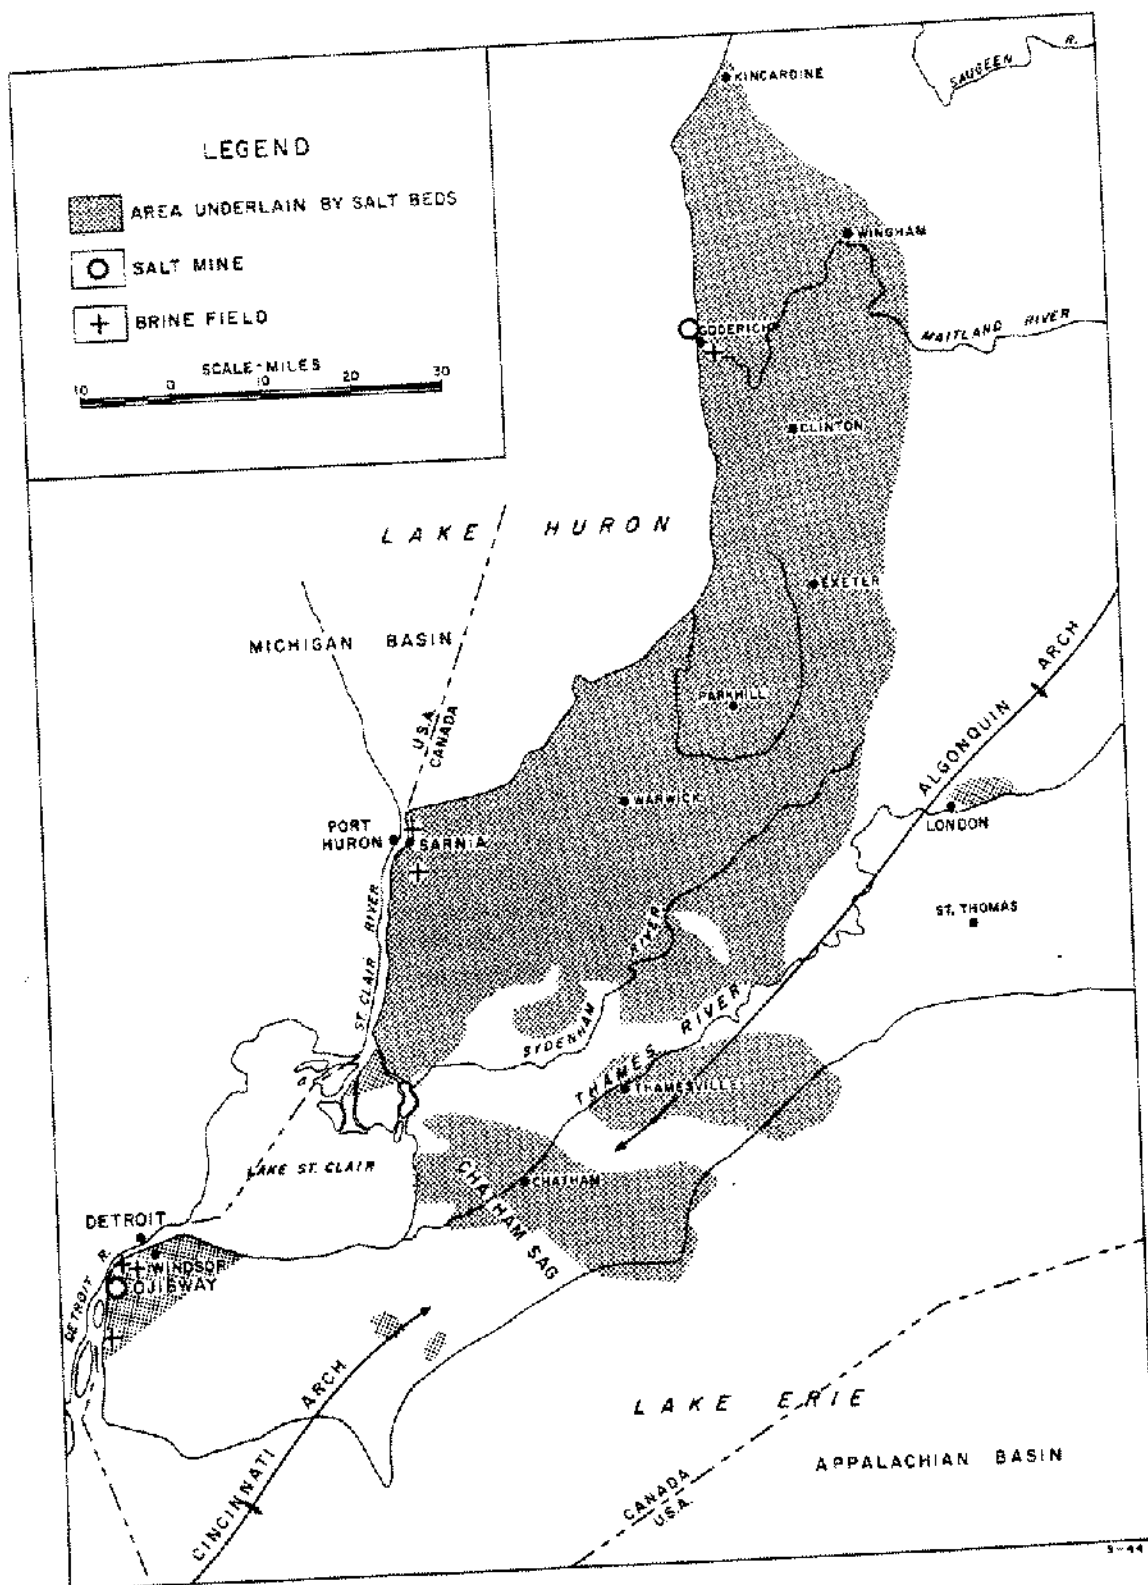 KINCARDINE
SAUGEEN R.
LEGEND
AREA UNDERLAIN BY SALT BEDS
SALT MINE
BRINE FIELD
SCALE-MILES
10 0 10 20 30
WINGHAM
GODERICH
MAITLAND RIVER
CLINTON
LAKE HURON
EXETER
MICHIGAN BASIN
ALGONQUIN ARCH
PARKHILL
U.S.A.
CANADA
WARWICK
PORT
HURON
SARNIA
LONDON
ST. CLAIR RIVER
ST. THOMAS
SYDENHAM RIVER
THAMES RIVER
THAMESVILLE
LAKE ST. CLAIR
CHATHAM
CHATHAM SAG
DETROIT
DETROIT R.
WINDSOR
OJIBWAY
CINCINNATI ARCH
LAKE ERIE
APPALACHIAN BASIN
CANADA
U.S.A.